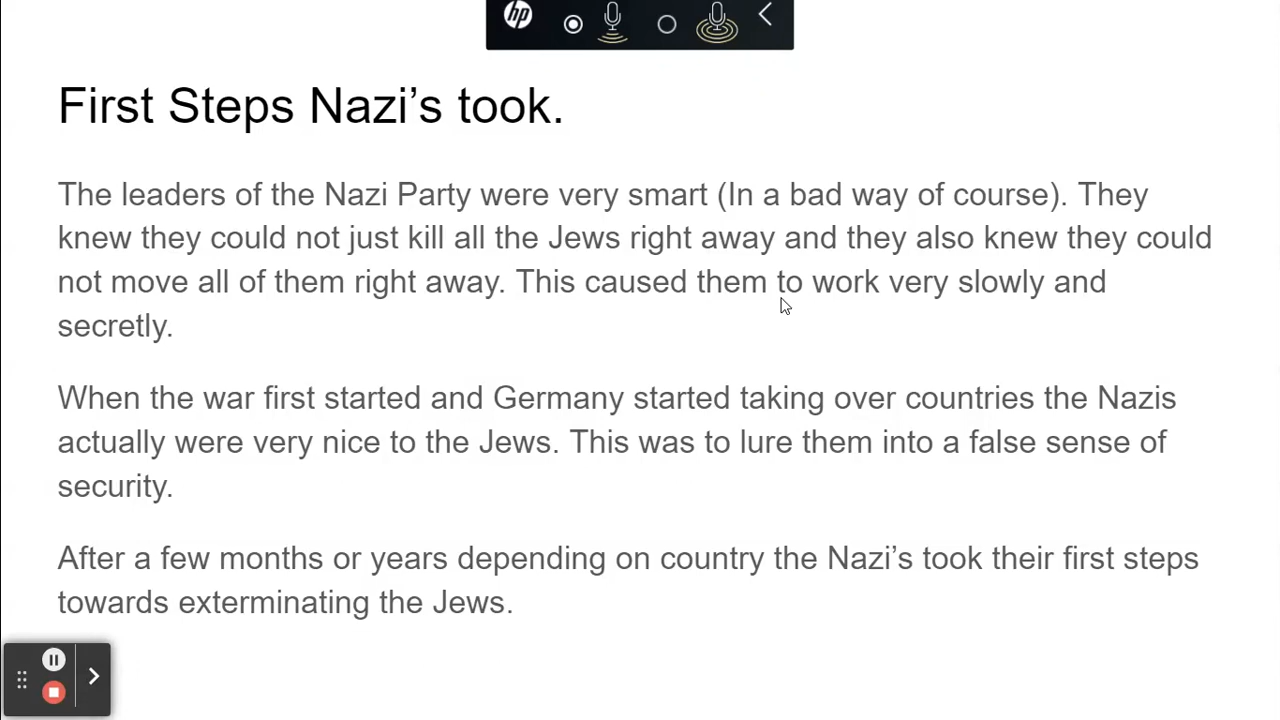 hp
First Steps Nazi’s took.
The leaders of the Nazi Party were very smart (In a bad way of course). They
knew they could not just kill all the Jews right away and they also knew they could
not move all of them right away. This caused them to work very slowly and
secretly.
When the war first started and Germany started taking over countries the Nazis
actually were very nice to the Jews. This was to lure them into a false sense of
security.
After a few months or years depending on country the Nazi’s took their first steps
towards exterminating the Jews.